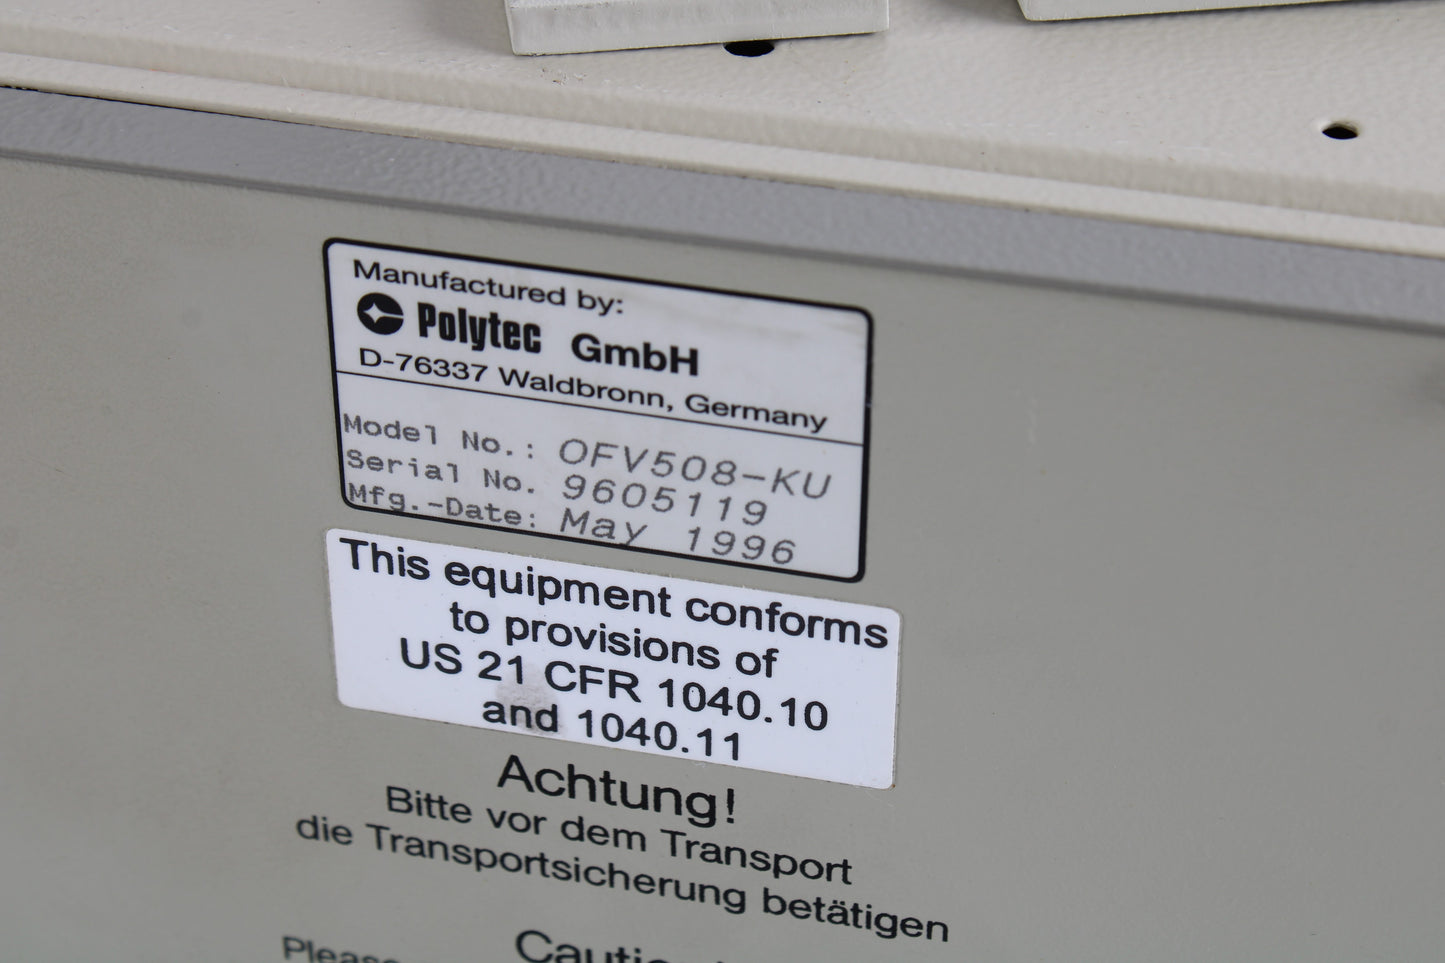 Manufactured by:
Polytec GmbH
D-76337 Waldbronn, Germany
Model No.: OFV508-KU
Serial No. 9605119
Mfg.-Date: May 1996
This equipment conforms
to provisions of
US 21 CFR 1040.10
and 1040.11
Achtung!
Bitte vor dem Transport
die Transportsicherung betätigen
Please